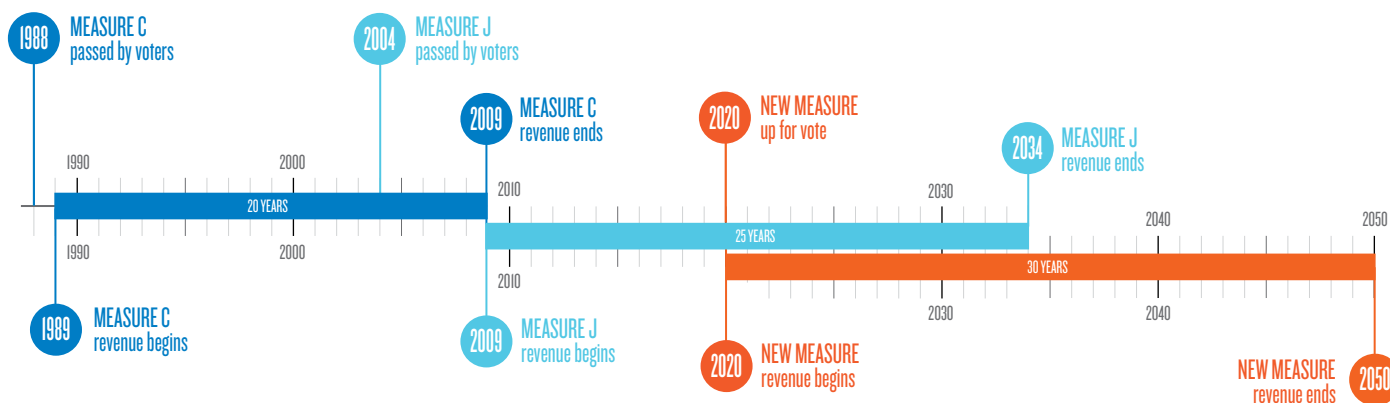 1988
MEASURE C
passed by voters
2004
MEASURE J
passed by voters
2009
MEASURE C
revenue ends
2020
NEW MEASURE
up for vote
2034
MEASURE J
revenue ends
1990
2000
2010
2030
2040
2050
20 YEARS
25 YEARS
30 YEARS
1990
2000
2010
2030
2040
1989
MEASURE C
revenue begins
2009
MEASURE J
revenue begins
2020
NEW MEASURE
revenue begins
NEW MEASURE
revenue ends
2050